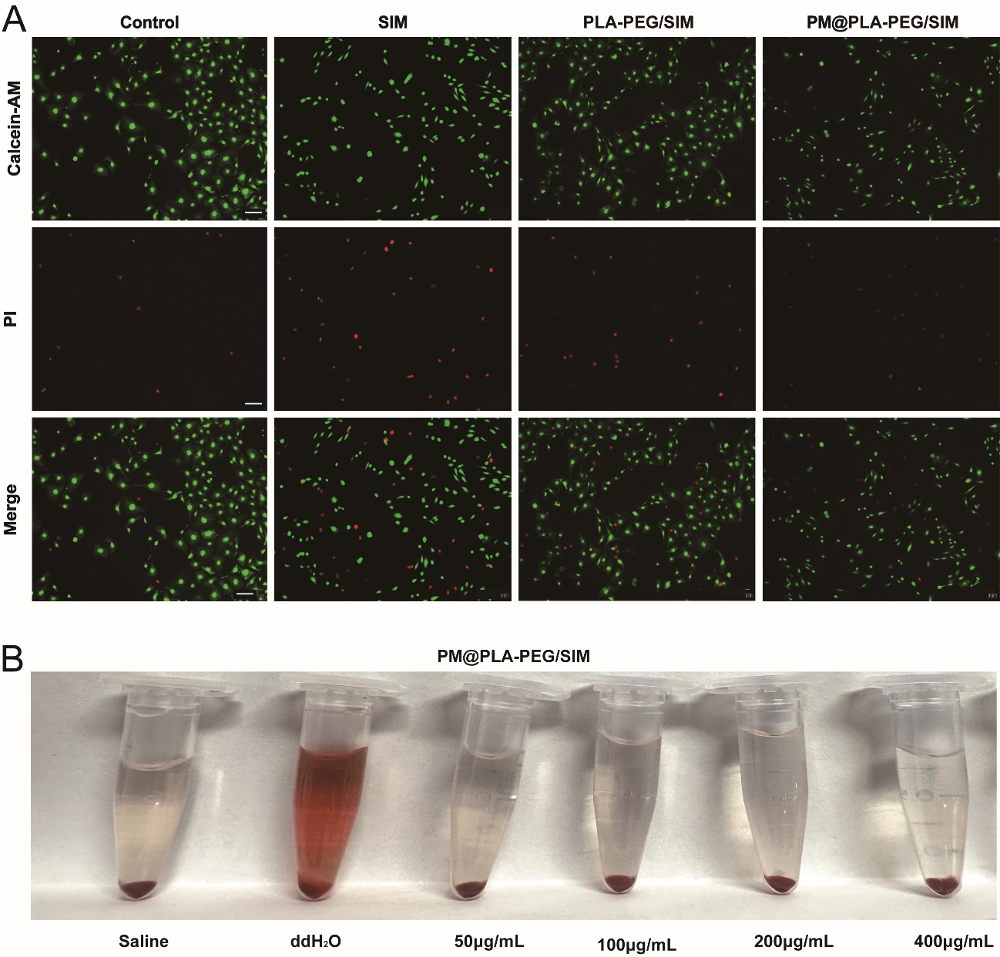 A
Control SIM PLA-PEG/SIM PM@PLA-PEG/SIM
Calcein-AM
PI
Merge
B
PM@PLA-PEG/SIM
Saline ddH₂O 50μg/mL 100μg/mL 200μg/mL 400μg/mL